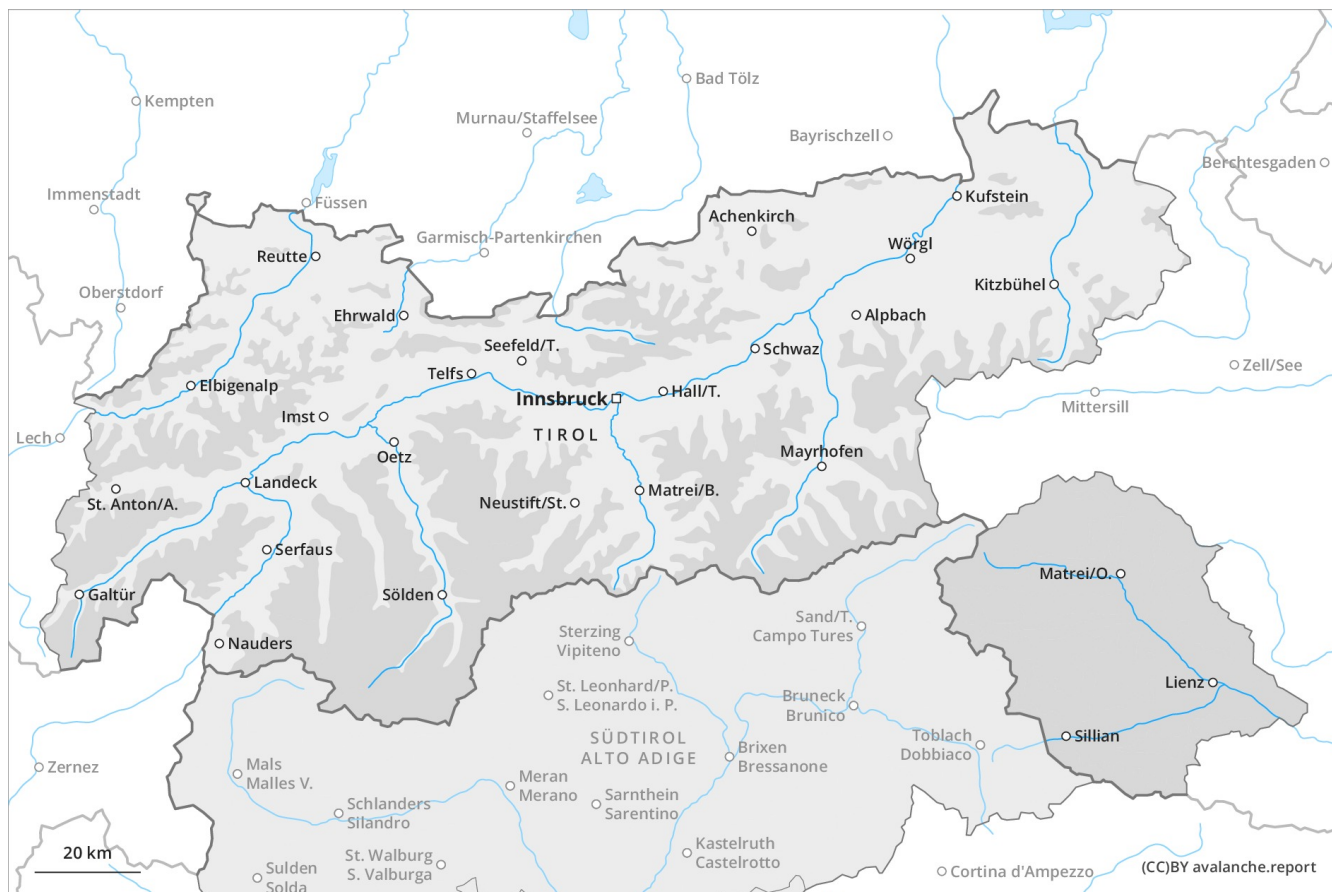 Bad Tölz
Kempten
Murnau/Staffelsee
Bayrischzell
Berchtesgaden
Immenstadt
Füssen
Kufstein
Achenkirch
Garmisch-Partenkirchen
Wörgl
Reutte
Kitzbühel
Oberstdorf
Ehrwald
Alpbach
Seefeld/T.
Schwaz
Zell/See
Telfs
Elbigenalp
Hall/T.
Innsbruck
Mittersill
Imst
TIROL
Lech
Oetz
Mayrhofen
Landeck
Matrei/B.
St. Anton/A.
Neustift/St.
Serfaus
Matrei/O.
Galtür
Sölden
Sand/T.
Campo Tures
Sterzing
Vipiteno
Nauders
Lienz
St. Leonhard/P.
S. Leonardo i. P.
Bruneck
Brunico
Sillian
Toblach
Dobbiaco
SÜDTIROL
ALTO ADIGE
Brixen
Bressanone
Zernez
Mals
Malles V.
Meran
Merano
Schlanders
Silandro
Sarnthein
Sarentino
Kastelruth
Castelrotto
20 km
St. Walburg
S. Valburga
Sulden
Solda
Cortina d'Ampezzo
(CC)BY avalanche.report